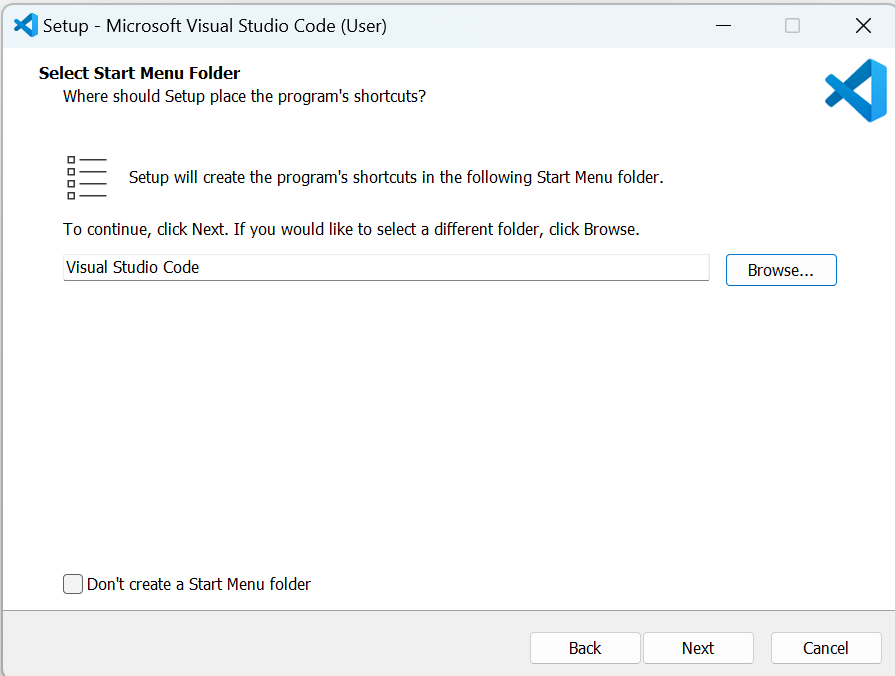 Setup - Microsoft Visual Studio Code (User)
Select Start Menu Folder
Where should Setup place the program's shortcuts?
Setup will create the program's shortcuts in the following Start Menu folder.
To continue, click Next. If you would like to select a different folder, click Browse.
Visual Studio Code
Browse...
Don't create a Start Menu folder
Back
Next
Cancel